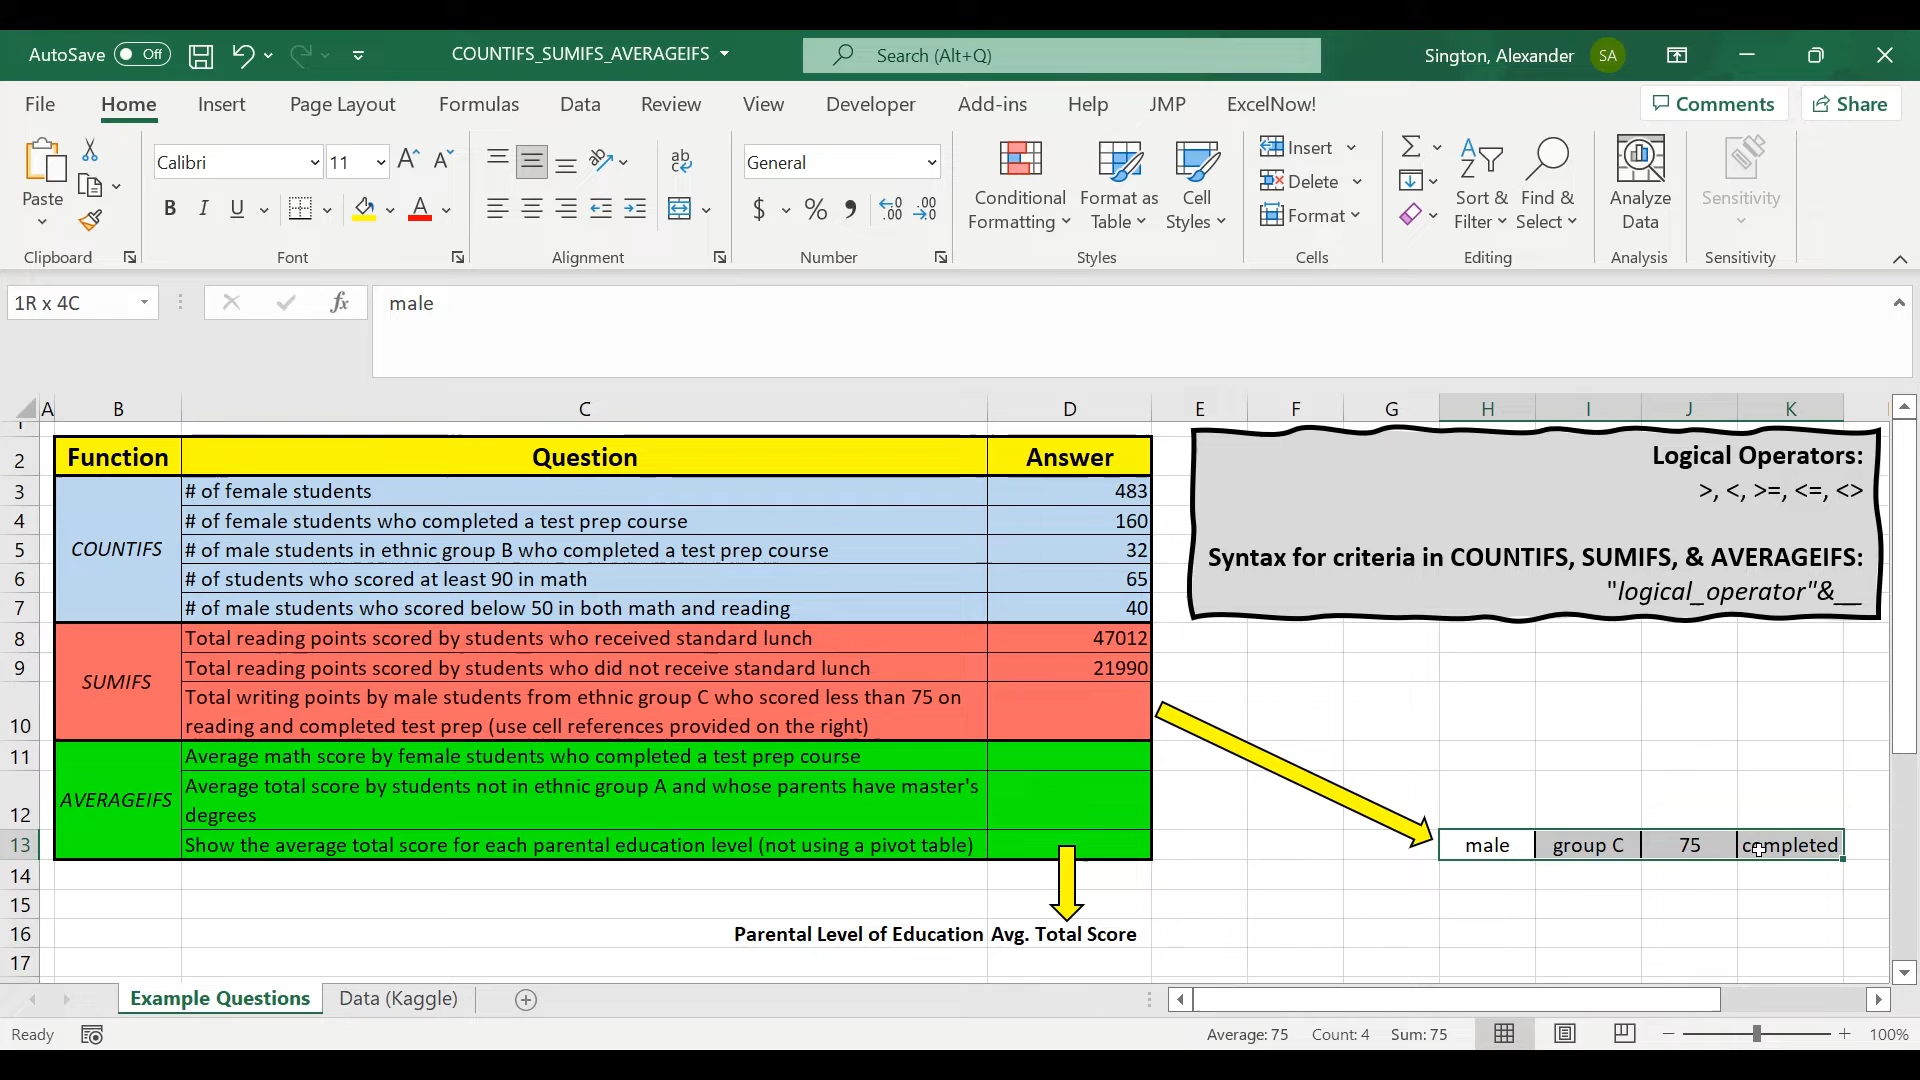 AutoSave Off COUNTIFS_SUMIFS_AVERAGEIFS Search (Alt+Q) Sington, Alexander SA
File Home Insert Page Layout Formulas Data Review View Developer Add-ins Help JMP ExcelNow! Comments Share
Paste
Clipboard
Calibri 11
B I U
Font
ab
Alignment
General
$ % 9 .00 .00
Number
Conditional Formatting
Format as Table
Cell Styles
Styles
Insert
Delete
Format
Cells
Sort & Filter
Find & Select
Editing
Analyze Data
Analysis
Sensitivity
Sensitivity
1R x 4C fx male
A B C D E F G H I J K
1
2 Function Question Answer
3 # of female students 483
4 # of female students who completed a test prep course 160
5 COUNTIFS # of male students in ethnic group B who completed a test prep course 32
6 # of students who scored at least 90 in math 65
7 # of male students who scored below 50 in both math and reading 40
8 Total reading points scored by students who received standard lunch 47012
9 SUMIFS Total reading points scored by students who did not receive standard lunch 21990
Total writing points by male students from ethnic group C who scored less than 75 on
10 reading and completed test prep (use cell references provided on the right)
11 Average math score by female students who completed a test prep course
AVERAGEIFS Average total score by students not in ethnic group A and whose parents have master's
12 degrees
13 Show the average total score for each parental education level (not using a pivot table) male group C 75 completed
14
15
16 Parental Level of Education Avg. Total Score
17
Logical Operators:
>, <, >=, <=, <>
Syntax for criteria in COUNTIFS, SUMIFS, & AVERAGEIFS:
"logical_operator"&__
Example Questions Data (Kaggle)
Ready Average: 75 Count: 4 Sum: 75 100%